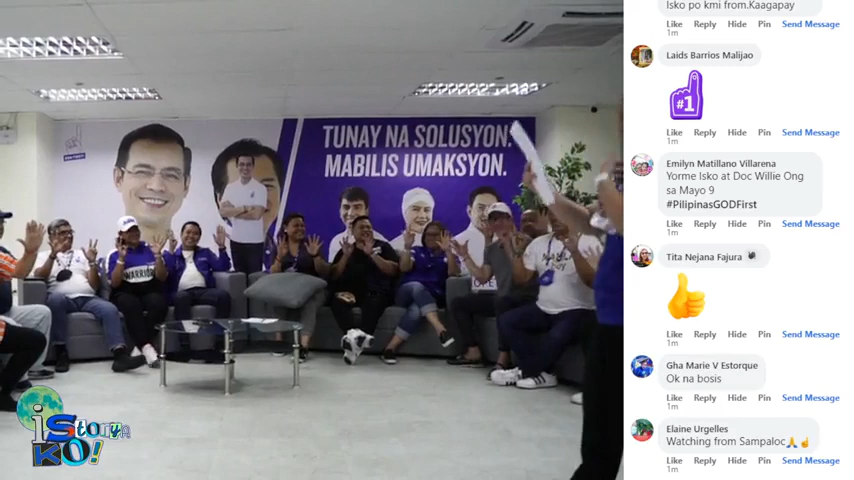 TUNAY NA SOLUSYON.
MABILIS UMAKSYON.
WARRIOR
iStorya
KO!
Isko po kmi from.Kaagapay
Like Reply Hide Pin Send Message
1m
Laids Barrios Malijao
#1
Like Reply Hide Pin Send Message
1m
Emilyn Matillano Villarena
Yorme Isko at Doc Willie Ong
sa Mayo 9
#PilipinasGODFirst
Like Reply Hide Pin Send Message
1m
Tita Nejana Fajura
Like Reply Hide Pin Send Message
1m
Gha Marie V Estorque
Ok na bosis
Like Reply Hide Pin Send Message
1m
Elaine Urgelles
Watching from Sampaloc🙏☝️
Like Reply Hide Pin Send Message
1m